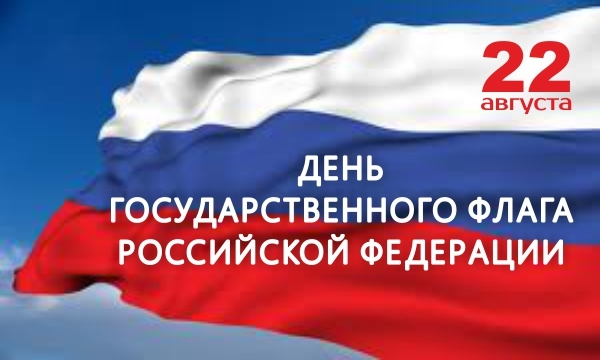 22
августа
ДЕНЬ
ГОСУДАРСТВЕННОГО ФЛАГА
РОССИЙСКОЙ ФЕДЕРАЦИИ